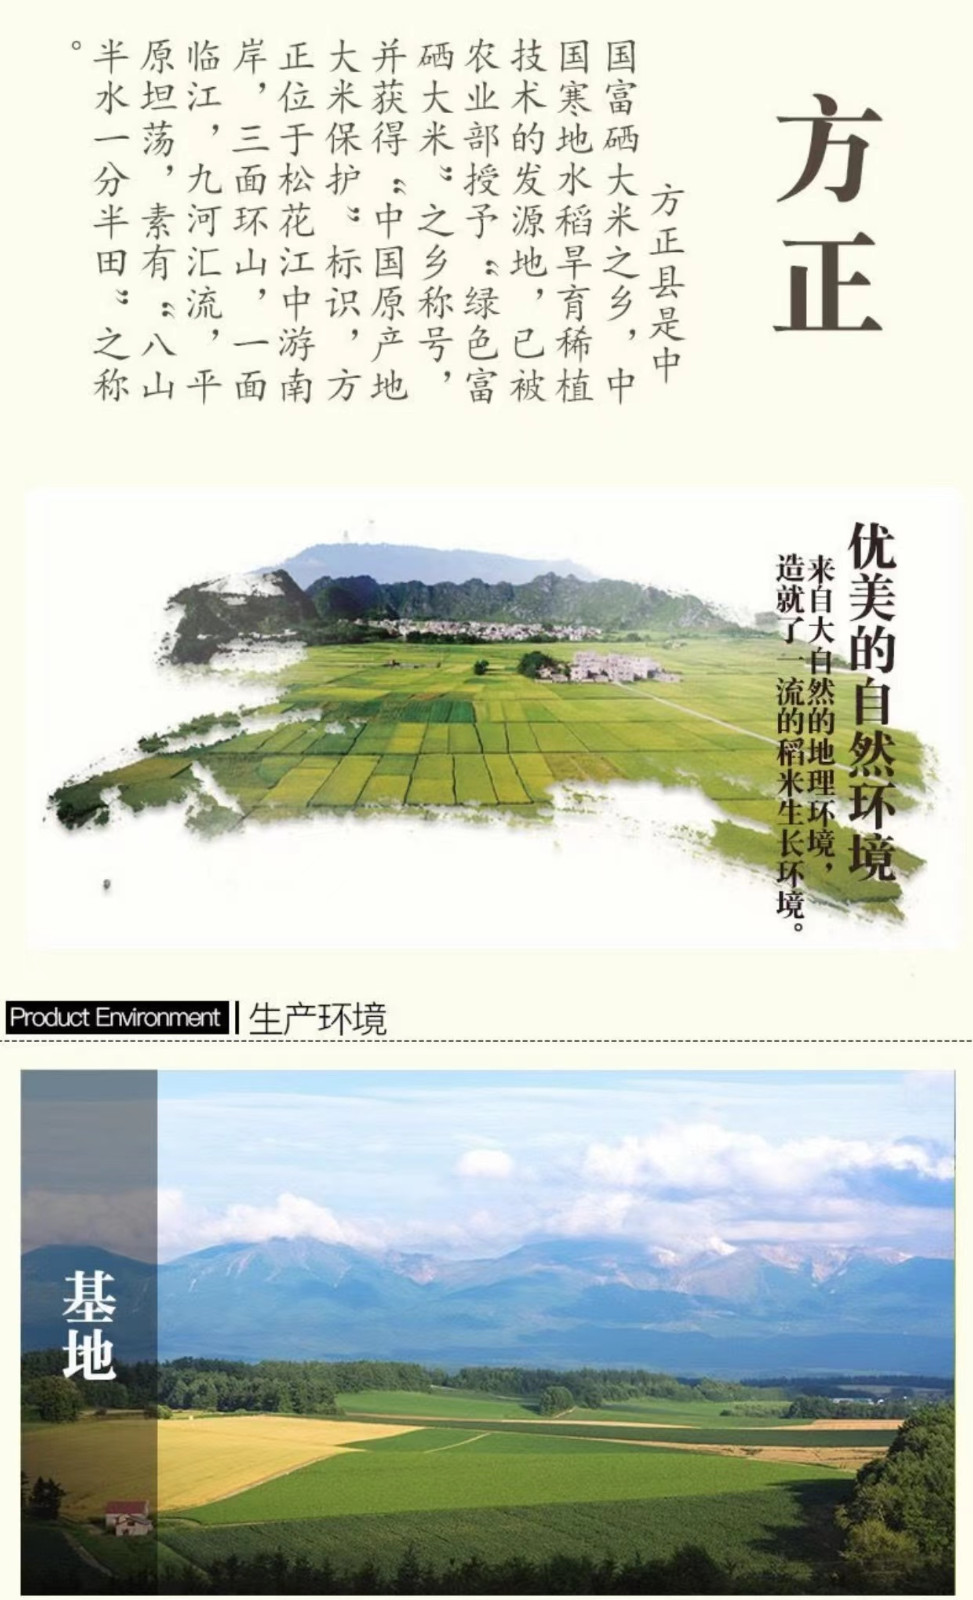 方正
方正县是中
国富硒大米之乡，中
国寒地水稻旱育稀植
技术的发源地，已被
农业部授予“绿色富
硒大米”之乡称号，
并获得“中国原产地
大米保护”标识，方
正位于松花江中游南
岸，三面环山，一面
临江，九河汇流，平
原坦荡，素有“八山
半水一分半田”之称
。
优美的自然环境
来自大自然的地理环境，
造就了一流的稻米生长环境。
Product Environment 生产环境
基地